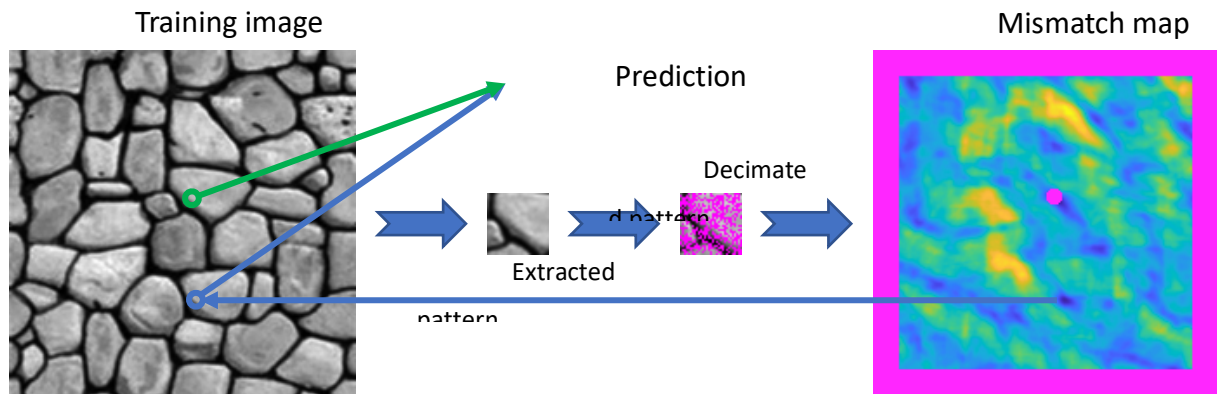 Training image
Mismatch map
Prediction
Decimate
d pattern
Extracted
pattern